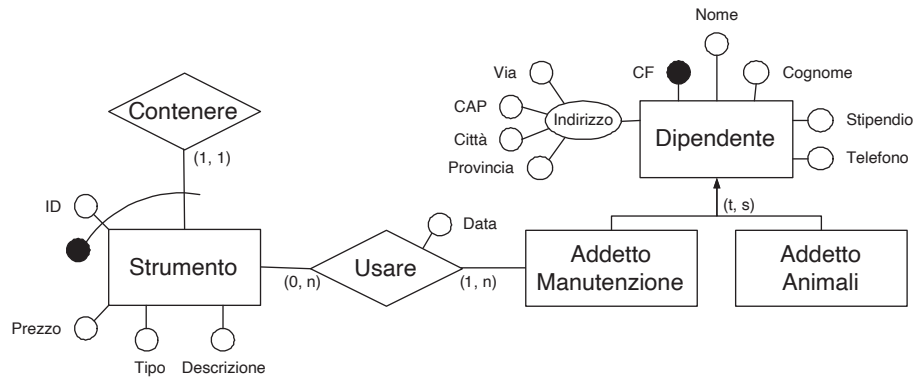 Nome
Via
CF
Cognome
Contenere
CAP
Indirizzo
Dipendente
Stipendio
Città
Telefono
Provincia
(1, 1)
ID
(t, s)
Data
Strumento
(0, n)
Usare
(1, n)
Addetto
Manutenzione
Addetto
Animali
Prezzo
Tipo
Descrizione